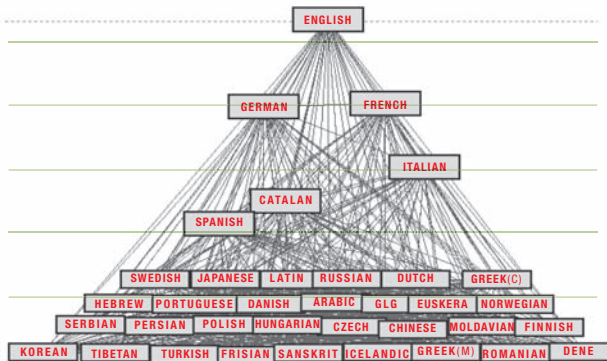 ENGLISH
GERMAN FRENCH
ITALIAN
CATALAN
SPANISH
SWEDISH JAPANESE LATIN RUSSIAN DUTCH GREEK(C)
HEBREW PORTUGUESE DANISH ARABIC GLG EUSKERA NORWEGIAN
SERBIAN PERSIAN POLISH HUNGARIAN CZECH CHINESE MOLDAVIAN FINNISH
KOREAN TIBETAN TURKISH FRISIAN SANSKRIT ICELANDIC GREEK(M) ROMANIAN DENE